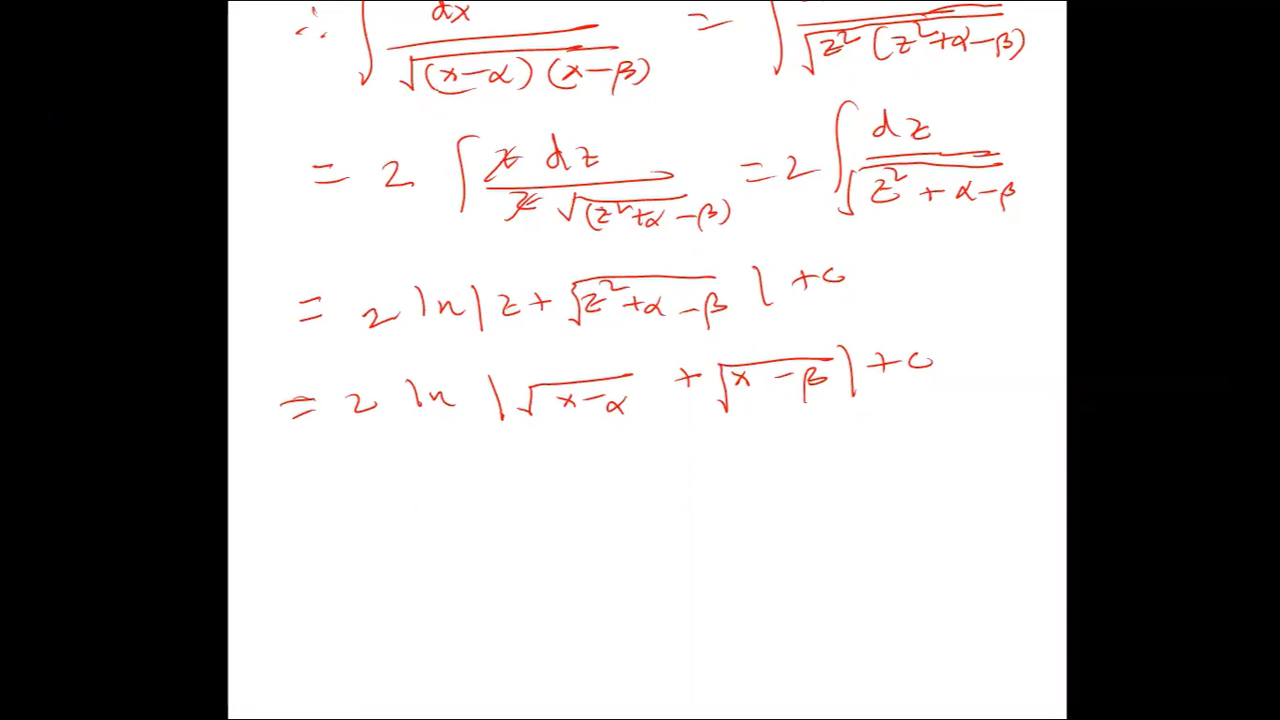 ∴ ∫ dx / √((x-α)(x-β)) = ∫ / √(z²(z²+α-β))
= 2 ∫ z dz / z √(z²+α-β) = 2 ∫ dz / √(z²+α-β)
= 2 ln |z + √(z²+α-β)| + c
= 2 ln |√(x-α) + √(x-β)| + c